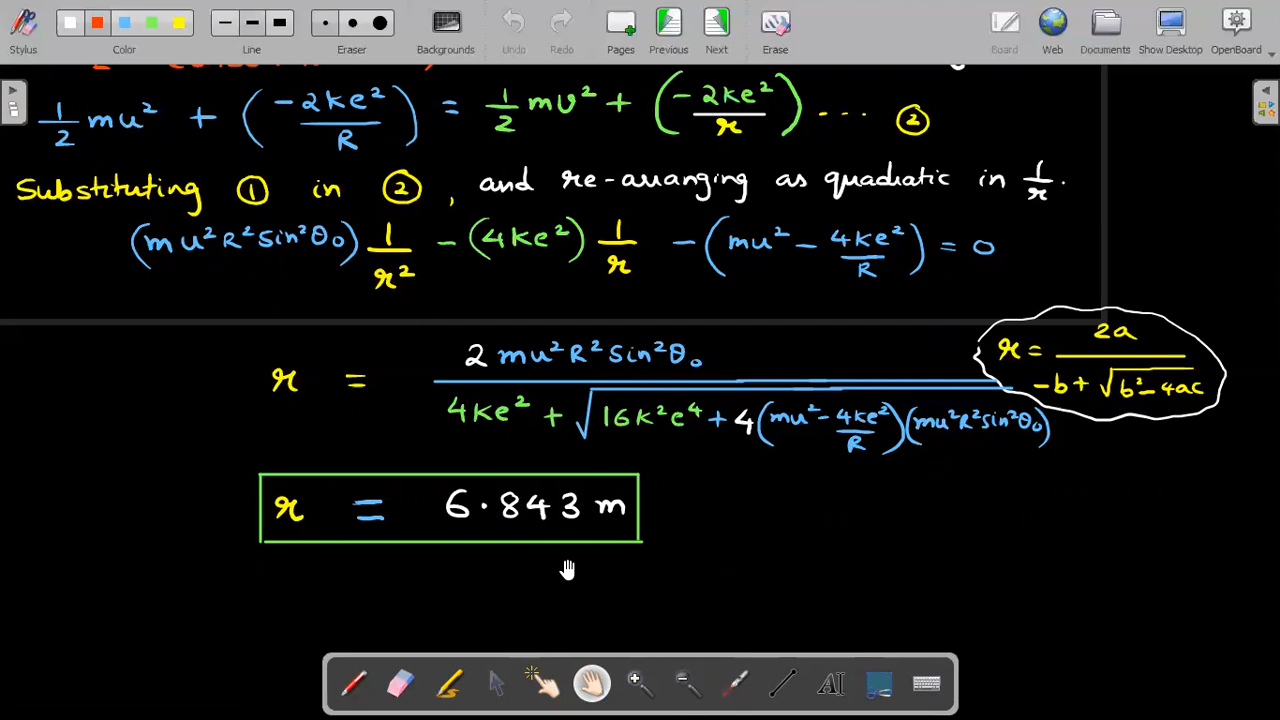 Stylus Color Line Eraser Backgrounds Undo Redo Pages Previous Next Erase Board Web Documents Show Desktop OpenBoard
1/2 mu² + (-2ke²/R) = 1/2 mv² + (-2ke²/r) ... ②
Substituting ① in ②, and re-arranging as quadratic in 1/r.
(mu²R²sin²θ₀) 1/r² - (4ke²) 1/r - (mu² - 4ke²/R) = 0
r = 2mu²R²sin²θ₀ / 4ke² + √16k²e⁴ + 4(mu² - 4ke²/R)(mu²R²sin²θ₀)
r = 2a / -b + √b² - 4ac
r = 6.843 m
AI